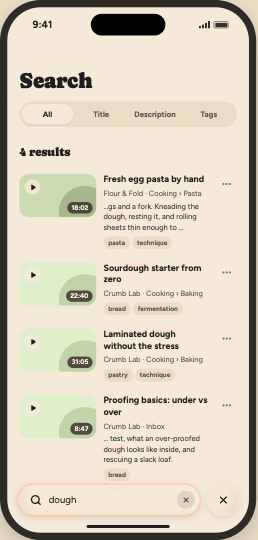 9:41
Search
All Title Description Tags
4 results
Fresh egg pasta by hand
Flour & Fold · Cooking › Pasta
...gs and a fork. Kneading the
dough, resting it, and rolling
sheets thin enough to ...
18:02
pasta technique
Sourdough starter from
zero
Crumb Lab · Cooking › Baking
22:40
bread fermentation
Laminated dough
without the stress
Crumb Lab · Cooking › Baking
31:05
pastry technique
Proofing basics: under vs
over
Crumb Lab · Inbox
... test, what an over-proofed
dough looks like inside, and
rescuing a slack loaf.
8:47
bread
dough